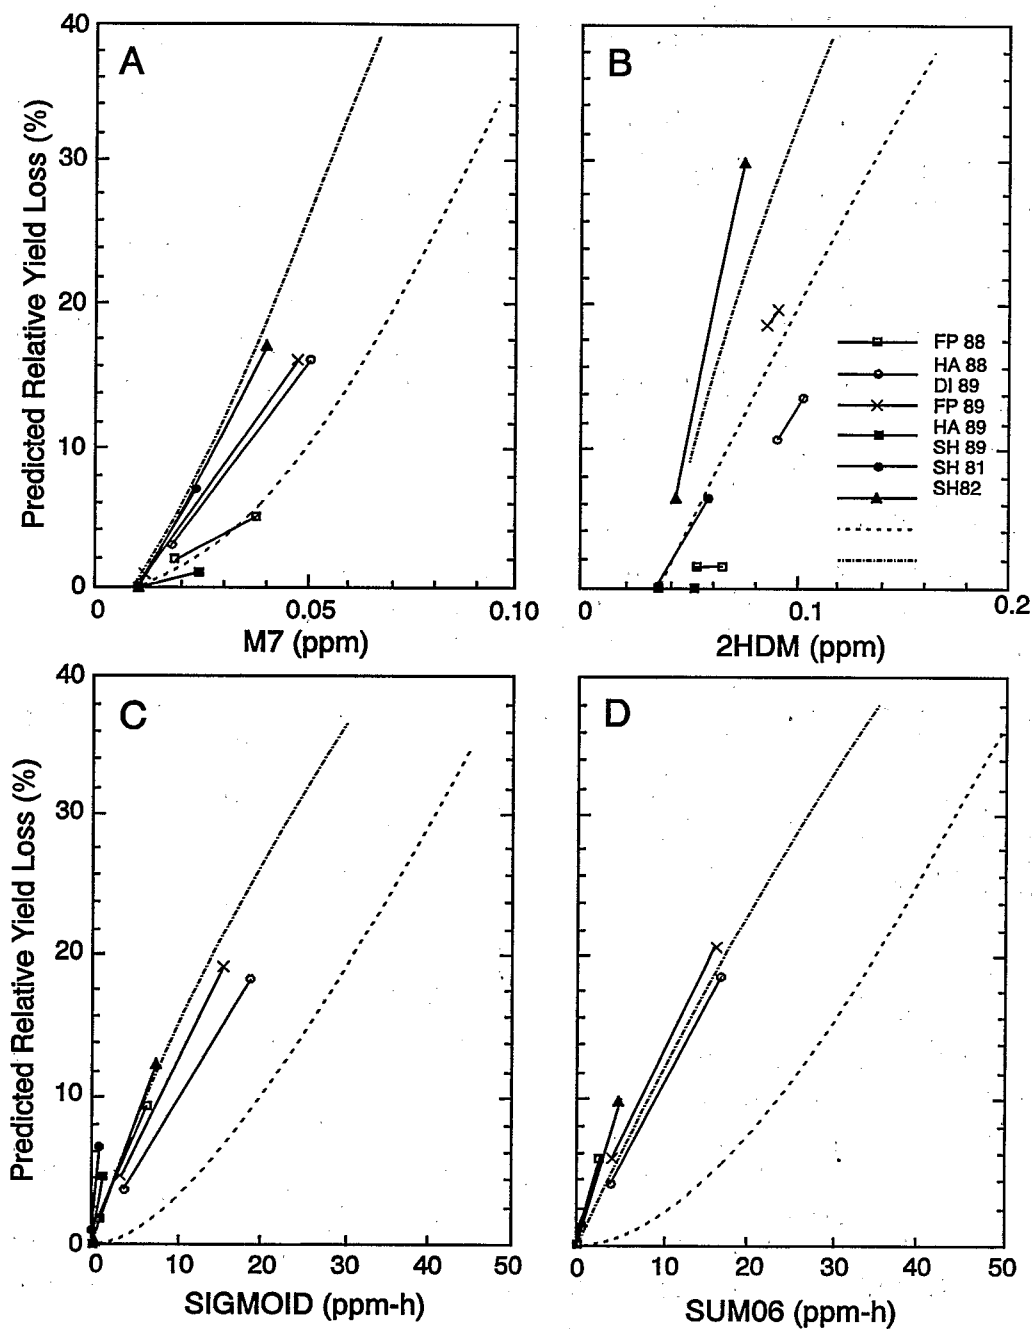 40
A
30
20
10
0
Predicted Relative Yield Loss (%)
0
0.05
0.10
M7 (ppm)
B
FP 88
HA 88
DI 89
FP 89
HA 89
SH 89
SH 81
SH82
0
0.1
0.2
2HDM (ppm)
40
C
30
20
10
0
Predicted Relative Yield Loss (%)
0
10
20
30
40
50
SIGMOID (ppm-h)
D
0
10
20
30
40
50
SUM06 (ppm-h)